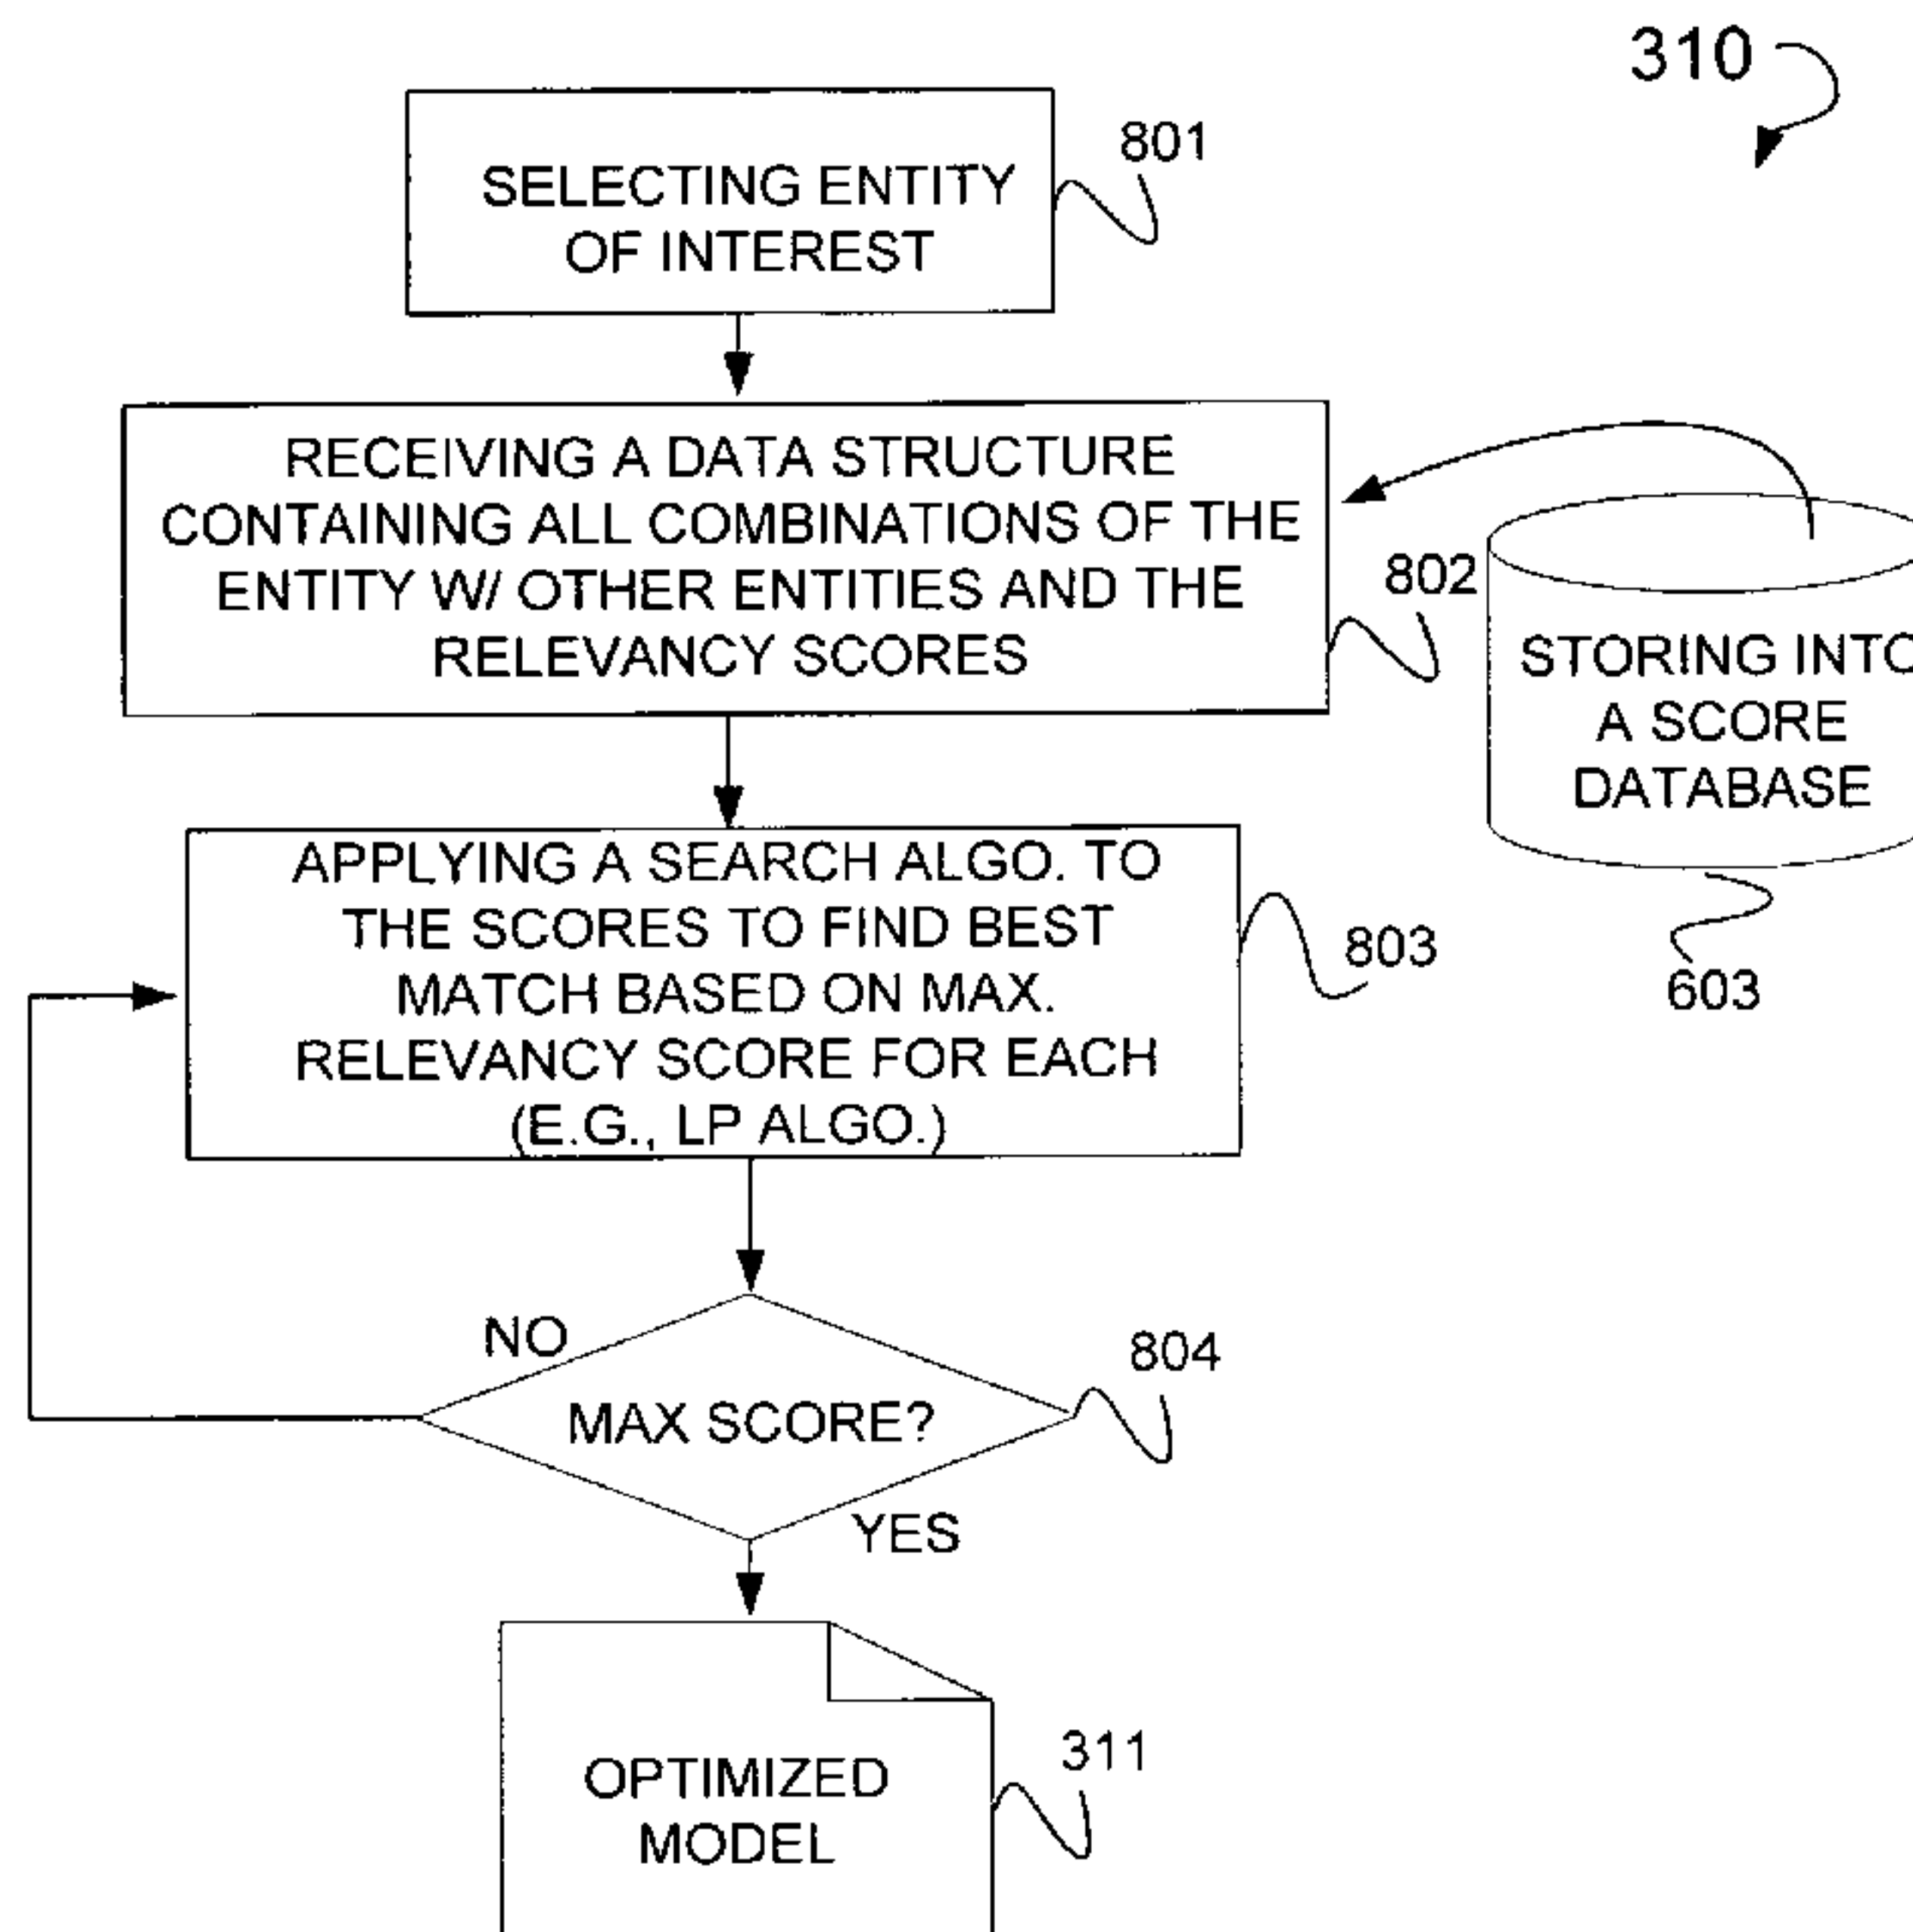 310
801
SELECTING ENTITY
OF INTEREST
RECEIVING A DATA STRUCTURE
CONTAINING ALL COMBINATIONS OF THE
ENTITY W/ OTHER ENTITIES AND THE
RELEVANCY SCORES
802
STORING INTO
A SCORE
DATABASE
603
APPLYING A SEARCH ALGO. TO
THE SCORES TO FIND BEST
MATCH BASED ON MAX.
RELEVANCY SCORE FOR EACH
(E.G., LP ALGO.)
803
NO
MAX SCORE?
804
YES
OPTIMIZED
MODEL
311